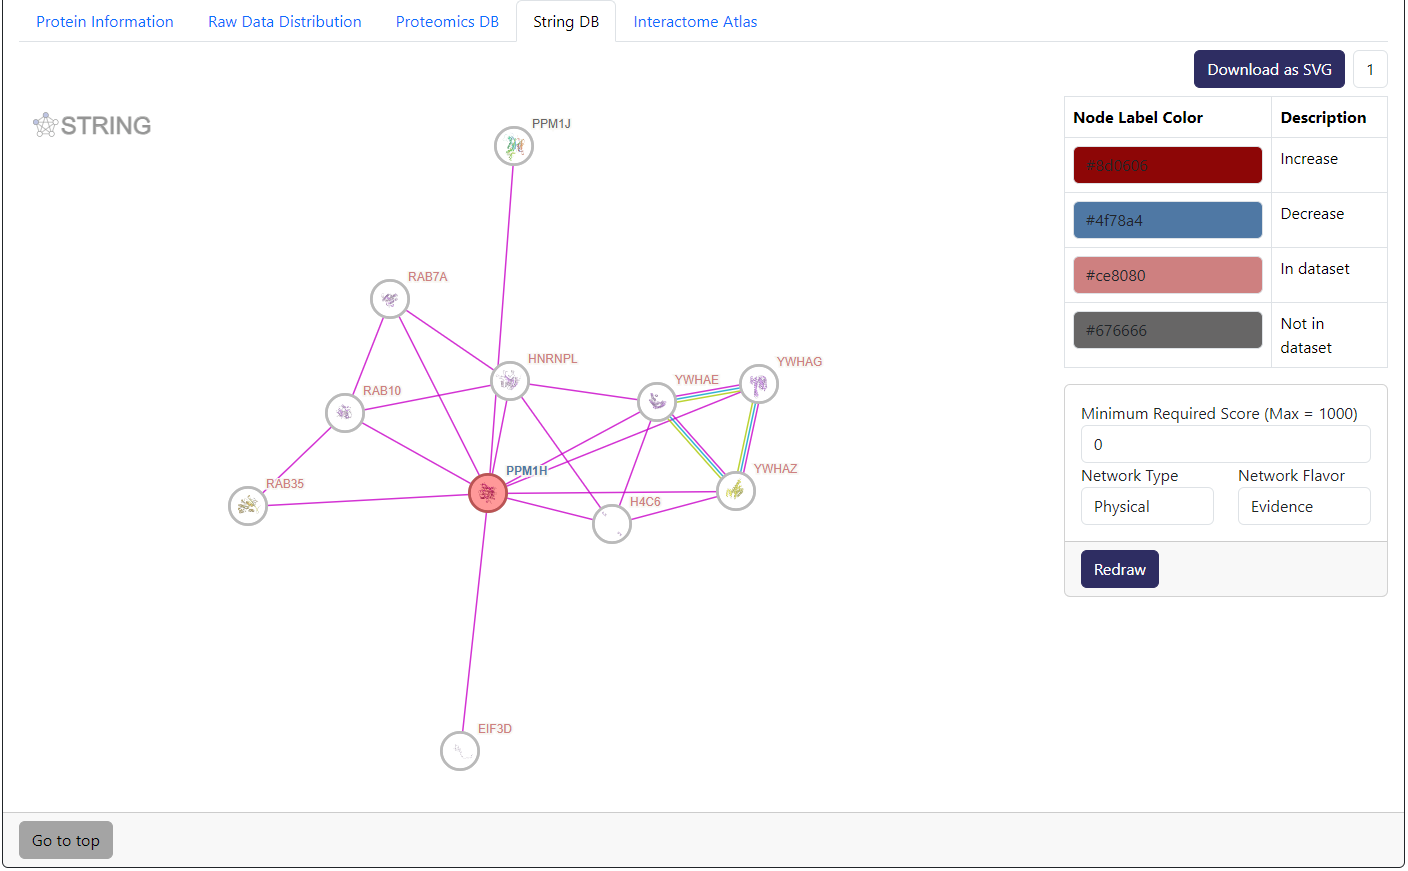 Protein Information Raw Data Distribution Proteomics DB String DB Interactome Atlas
Download as SVG 1
STRING
PPM1J
RAB7A
HNRNPL
RAB10
YWHAE
YWHAG
PPM1H
YWHAZ
RAB35
H4C6
EIF3D
Node Label Color Description
#8d0606 Increase
#4f78a4 Decrease
#ce8080 In dataset
#676666 Not in
dataset
Minimum Required Score (Max = 1000)
0
Network Type Network Flavor
Physical Evidence
Redraw
Go to top